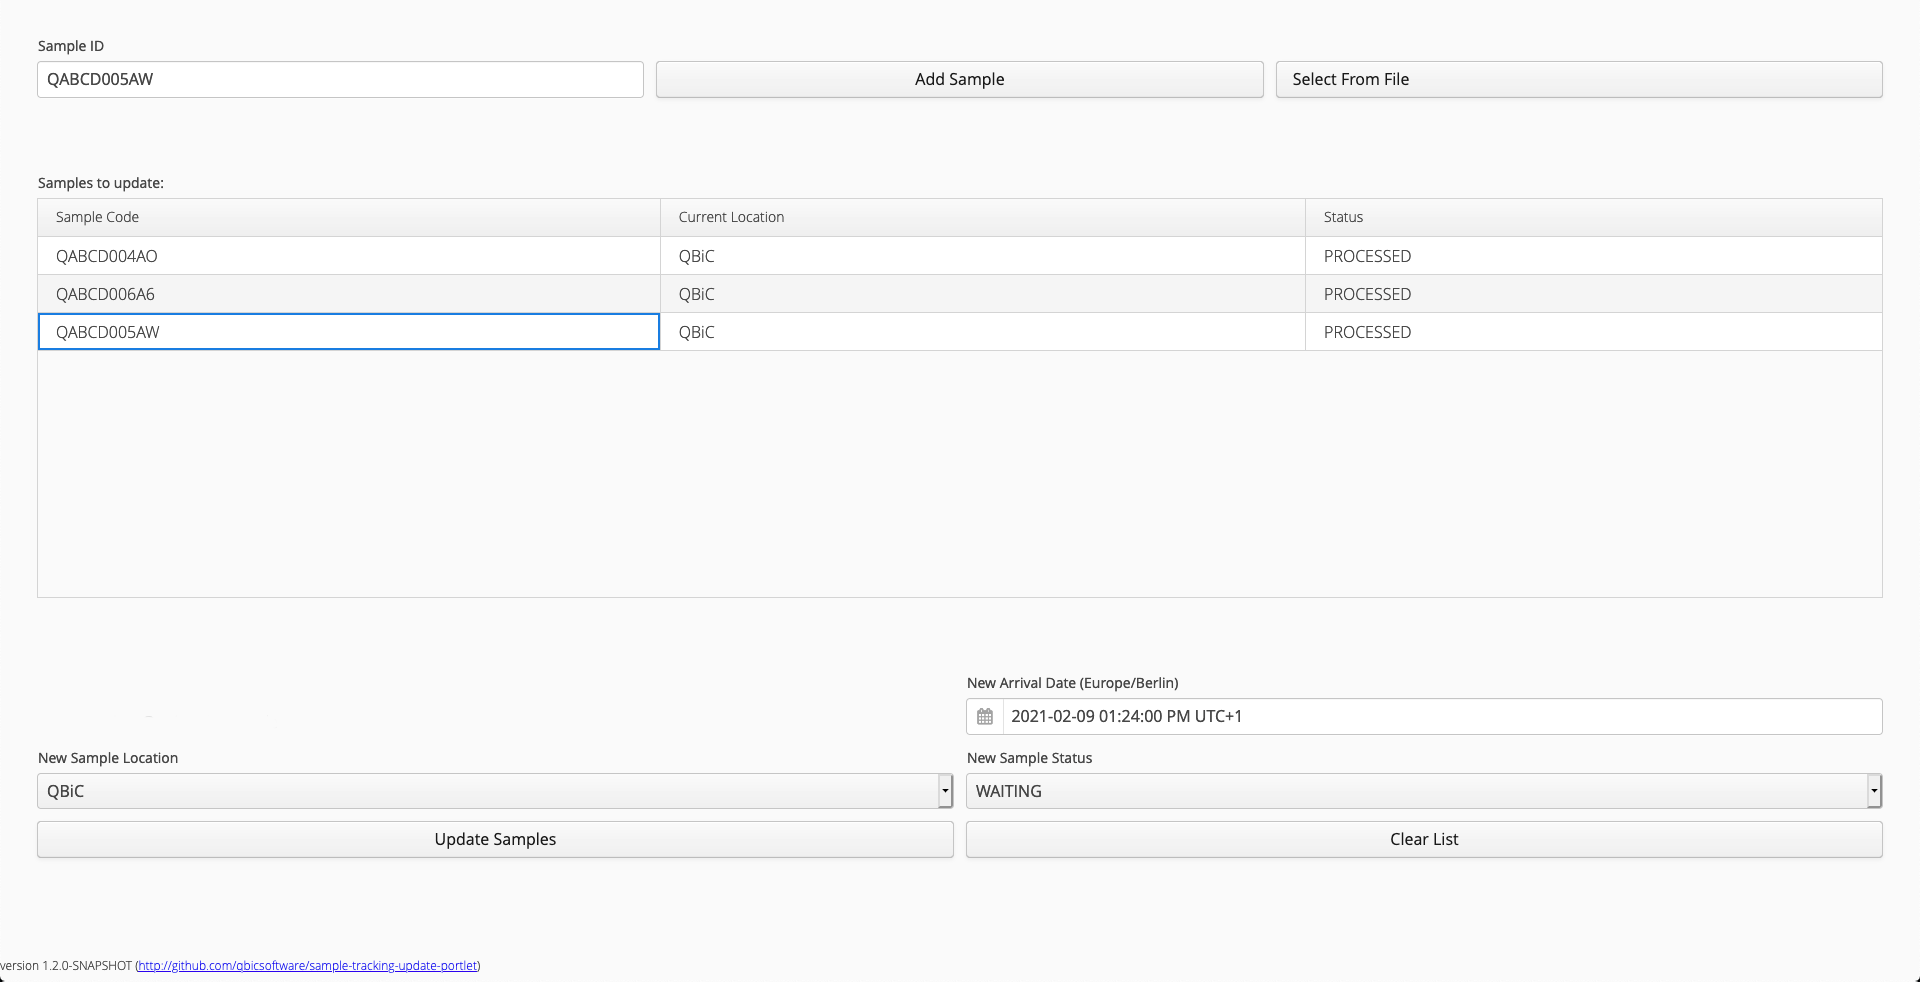 Sample ID
QABCD005AW
Add Sample
Select From File
Samples to update:
Sample Code Current Location Status
QABCD004AO QBiC PROCESSED
QABCD006A6 QBiC PROCESSED
QABCD005AW QBiC PROCESSED
New Arrival Date (Europe/Berlin)
2021-02-09 01:24:00 PM UTC+1
New Sample Location
New Sample Status
QBiC
WAITING
Update Samples
Clear List
version 1.2.0-SNAPSHOT (http://github.com/qbicsoftware/sample-tracking-update-portlet)